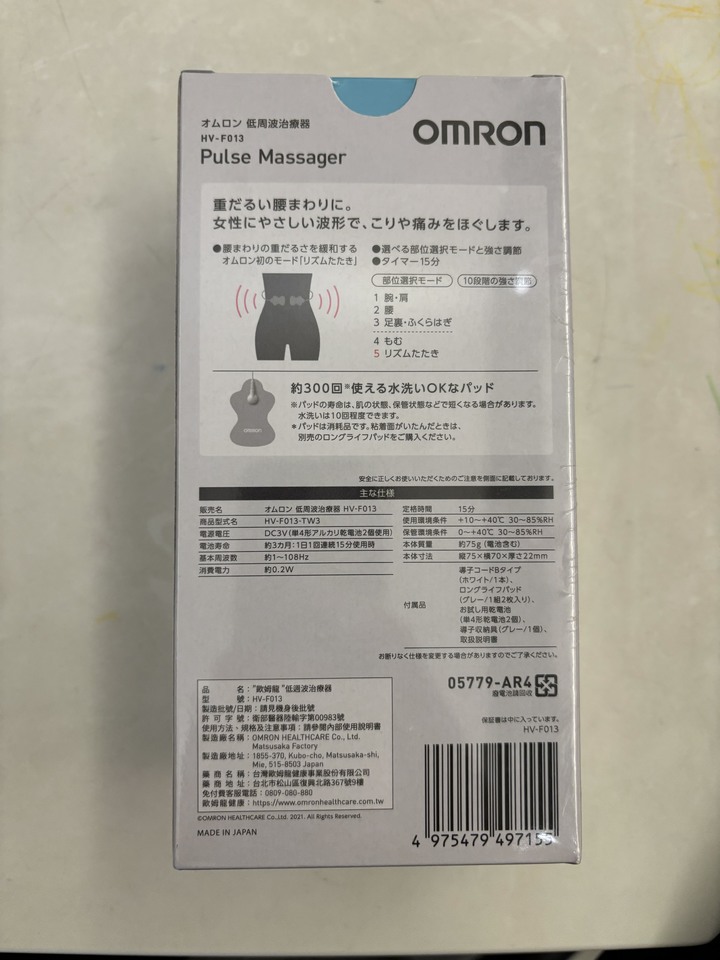 オムロン 低周波治療器
HV-F013
Pulse Massager
OMRON
重だるい腰まわりに。
女性にやさしい波形で、こりや痛みをほぐします。
●腰まわりの重だるさを緩和する
オムロン初のモード「リズムたたき」
●選べる部位選択モードと強さ調節
●タイマー15分
部位選択モード
10段階の強さ調節
1 腕・肩
2 腰
3 足裏・ふくらはぎ
4 もむ
5 リズムたたき
約300回*使える水洗いOKなパッド
※パッドの寿命は、肌の状態、保管状態などで短くなる場合があります。
水洗いは10回程度できます。
*パッドは消耗品です。粘着面がいたんだときは、
別売のロングライフパッドをご購入ください。
OMRON
安全に正しくお使いいただくためのご注意を側面に記載しております。
主な仕様
販売名 オムロン 低周波治療器 HV-F013
商品型式名 HV-F013-TW3
電源電圧 DC3V(単4形アルカリ乾電池2個使用)
電池寿命 約3カ月:1日1回連続15分使用時
基本周波数 約1〜108Hz
消費電力 約0.2W
定格時間 15分
使用環境条件 +10〜+40℃ 30〜85%RH
保管環境条件 0〜+40℃ 30〜85%RH
本体質量 約75g(電池含む)
本体寸法 縦75×横70×厚さ22mm
付属品
導子コードBタイプ
(ホワイト/1本)、
ロングライフパッド
(グレー/1組2枚入り)、
お試し用乾電池
(単4形乾電池2個)、
導子収納具(グレー/1個)、
取扱説明書
お断りなく仕様を変更する場合がありますのでご了承ください。
品 名:"歐姆龍"低週波治療器
型 號:HV-F013
製造批號/日期:請見機身後批號
許 可 字 號:衛部醫器陸輸字第00983號
使用方法、規格及注意事項:請參閱內部使用說明書
製造廠名稱:OMRON HEALTHCARE Co., Ltd.
Matsusaka Factory
製造廠地址:1855-370, Kubo-cho, Matsusaka-shi,
Mie, 515-8503 Japan
藥 商 名 稱:台灣歐姆龍健康事業股份有限公司
藥 商 地 址:台北市松山區復興北路367號9樓
免付費客服電話:0809-080-880
歐姆龍健康:https://www.omronhealthcare.com.tw
©OMRON HEALTHCARE Co.,Ltd. 2021. All Rights Reserved.
MADE IN JAPAN
05779-AR4
廢電池請回收
保証書は中に入っています。
HV-F013
4 975479 497155